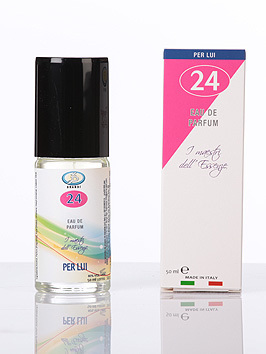 24
EAU DE
PARFUM
I maestri
dell'Essenze
PER LUI
PER LUI
24
EAU DE
PARFUM
I maestri
dell'Essenze
50 ml e
MADE IN ITALY